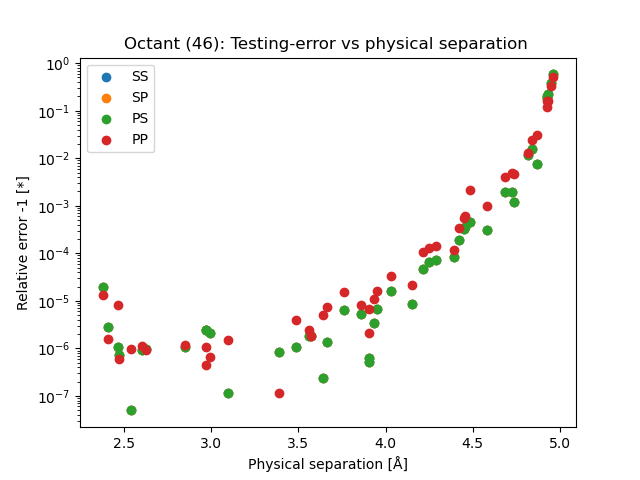 Octant (46): Testing-error vs physical separation
SS
SP
PS
PP
Relative error -1 [*]
10⁰
10⁻¹
10⁻²
10⁻³
10⁻⁴
10⁻⁵
10⁻⁶
10⁻⁷
2.5 3.0 3.5 4.0 4.5 5.0
Physical separation [Å]